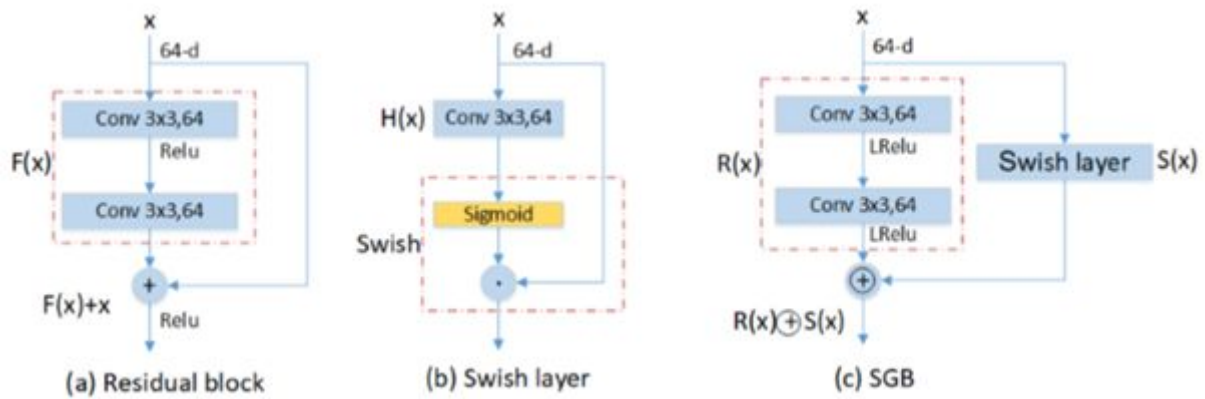 x
64-d
Conv 3x3,64
Relu
F(x)
Conv 3x3,64
+
F(x)+x
Relu
(a) Residual block
x
64-d
H(x)
Conv 3x3,64
Sigmoid
Swish
·
(b) Swish layer
x
64-d
Conv 3x3,64
LRelu
R(x)
Swish layer
S(x)
Conv 3x3,64
LRelu
⊕
R(x)⊕S(x)
(c) SGB